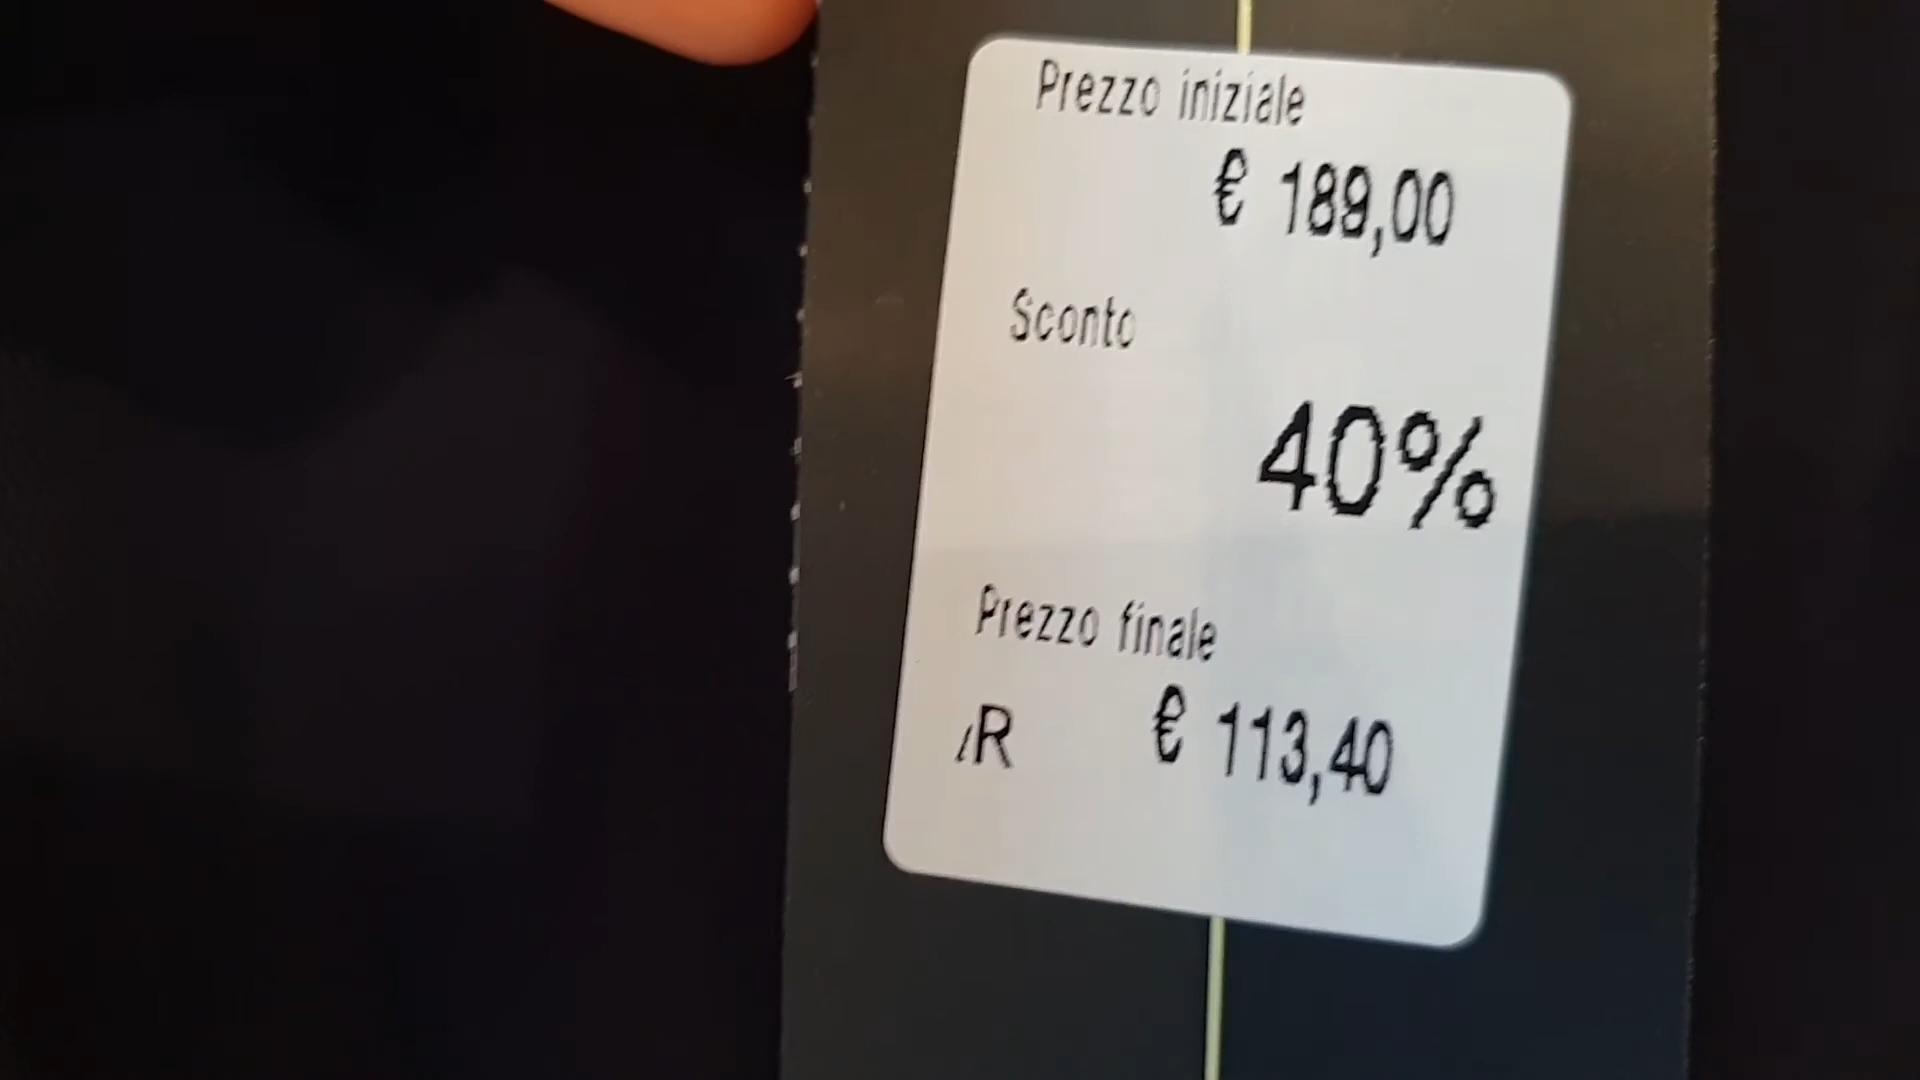 Prezzo iniziale
€ 189,00
Sconto
40%
Prezzo finale
R € 113,40